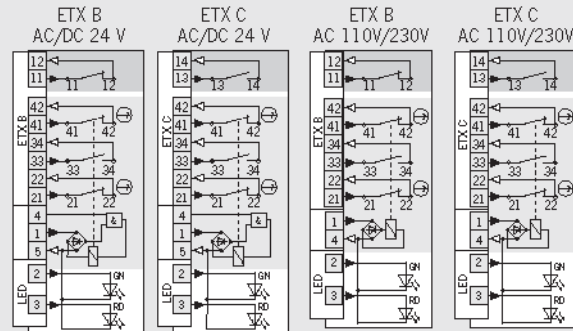 ETX B
AC/DC 24 V
12
11 11 12
ETX B
42
41 41 42
34
33 33 34
22
21 21 22
4 &
1
5
LED
2 GN
3 RD
ETX C
AC/DC 24 V
14
13 13 14
ETX C
42
41 41 42
34
33 33 34
22
21 21 22
4 &
1
5
LED
2 GN
3 RD
ETX B
AC 110V/230V
12
11 11 12
ETX B
42
41 41 42
34
33 33 34
22
21 21 22
1
4
LED
2 GN
3 RD
ETX C
AC 110V/230V
14
13 13 14
ETX C
42
41 41 42
34
33 33 34
22
21 21 22
1
4
LED
2 GN
3 RD